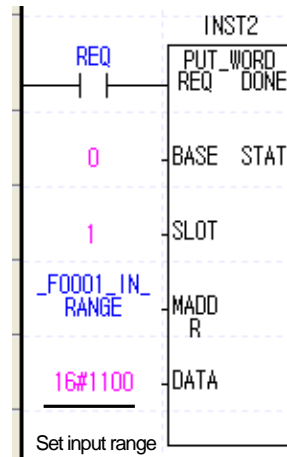 INST2
REQ
PUT_WORD
REQ DONE
0
BASE STAT
1
SLOT
_F0001_IN_
RANGE
MADD
R
16#1100
DATA
Set input range